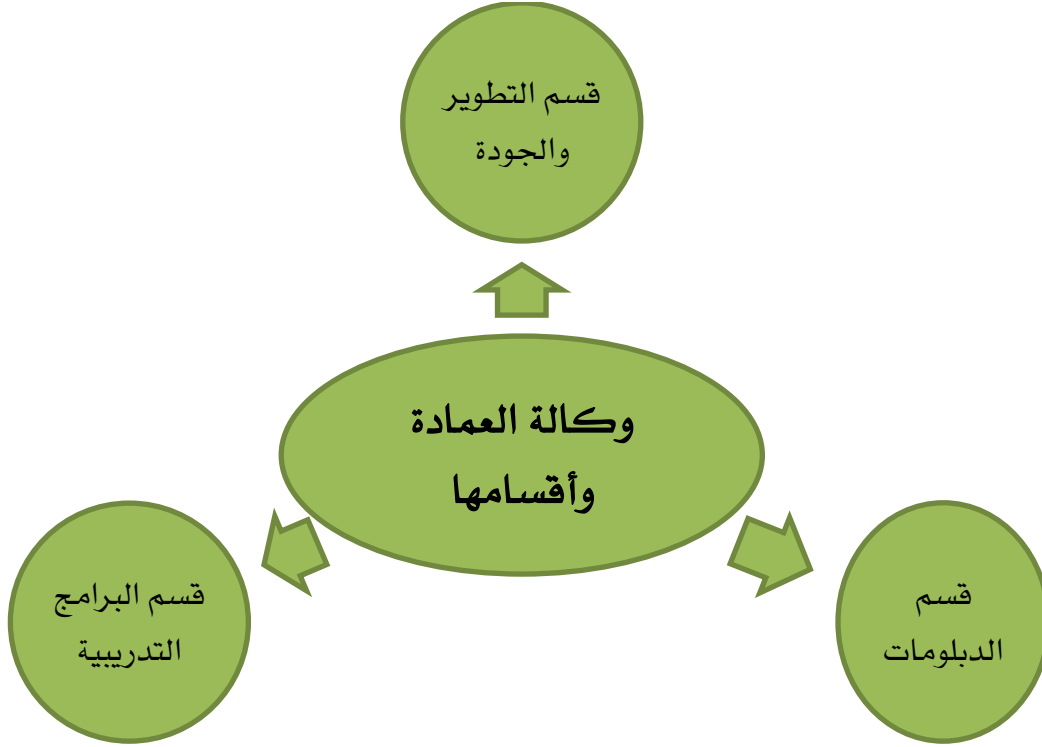 قسم التطوير
والجودة
وكالة العمادة
وأقسامها
قسم
الدبلومات
قسم البرامج
التدريبية